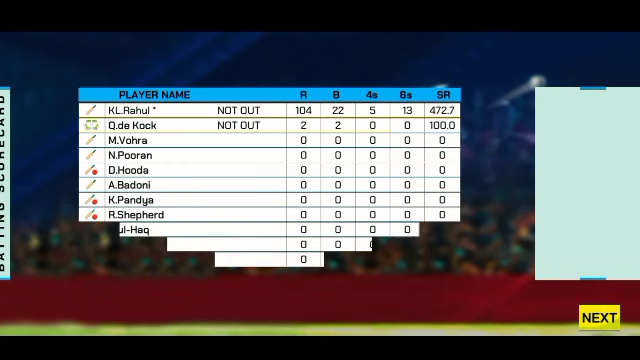 BATTING SCORECARD
PLAYER NAME R B 4s 6s SR
KL.Rahul * NOT OUT 104 22 5 13 472.7
Q.de Kock NOT OUT 2 2 0 0 100.0
M.Vohra 0 0 0 0 0
N.Pooran 0 0 0 0 0
D.Hooda 0 0 0 0 0
A.Badoni 0 0 0 0 0
K.Pandya 0 0 0 0 0
R.Shepherd 0 0 0 0 0
ul-Haq 0 0 0 0
0 0 0
0
NEXT